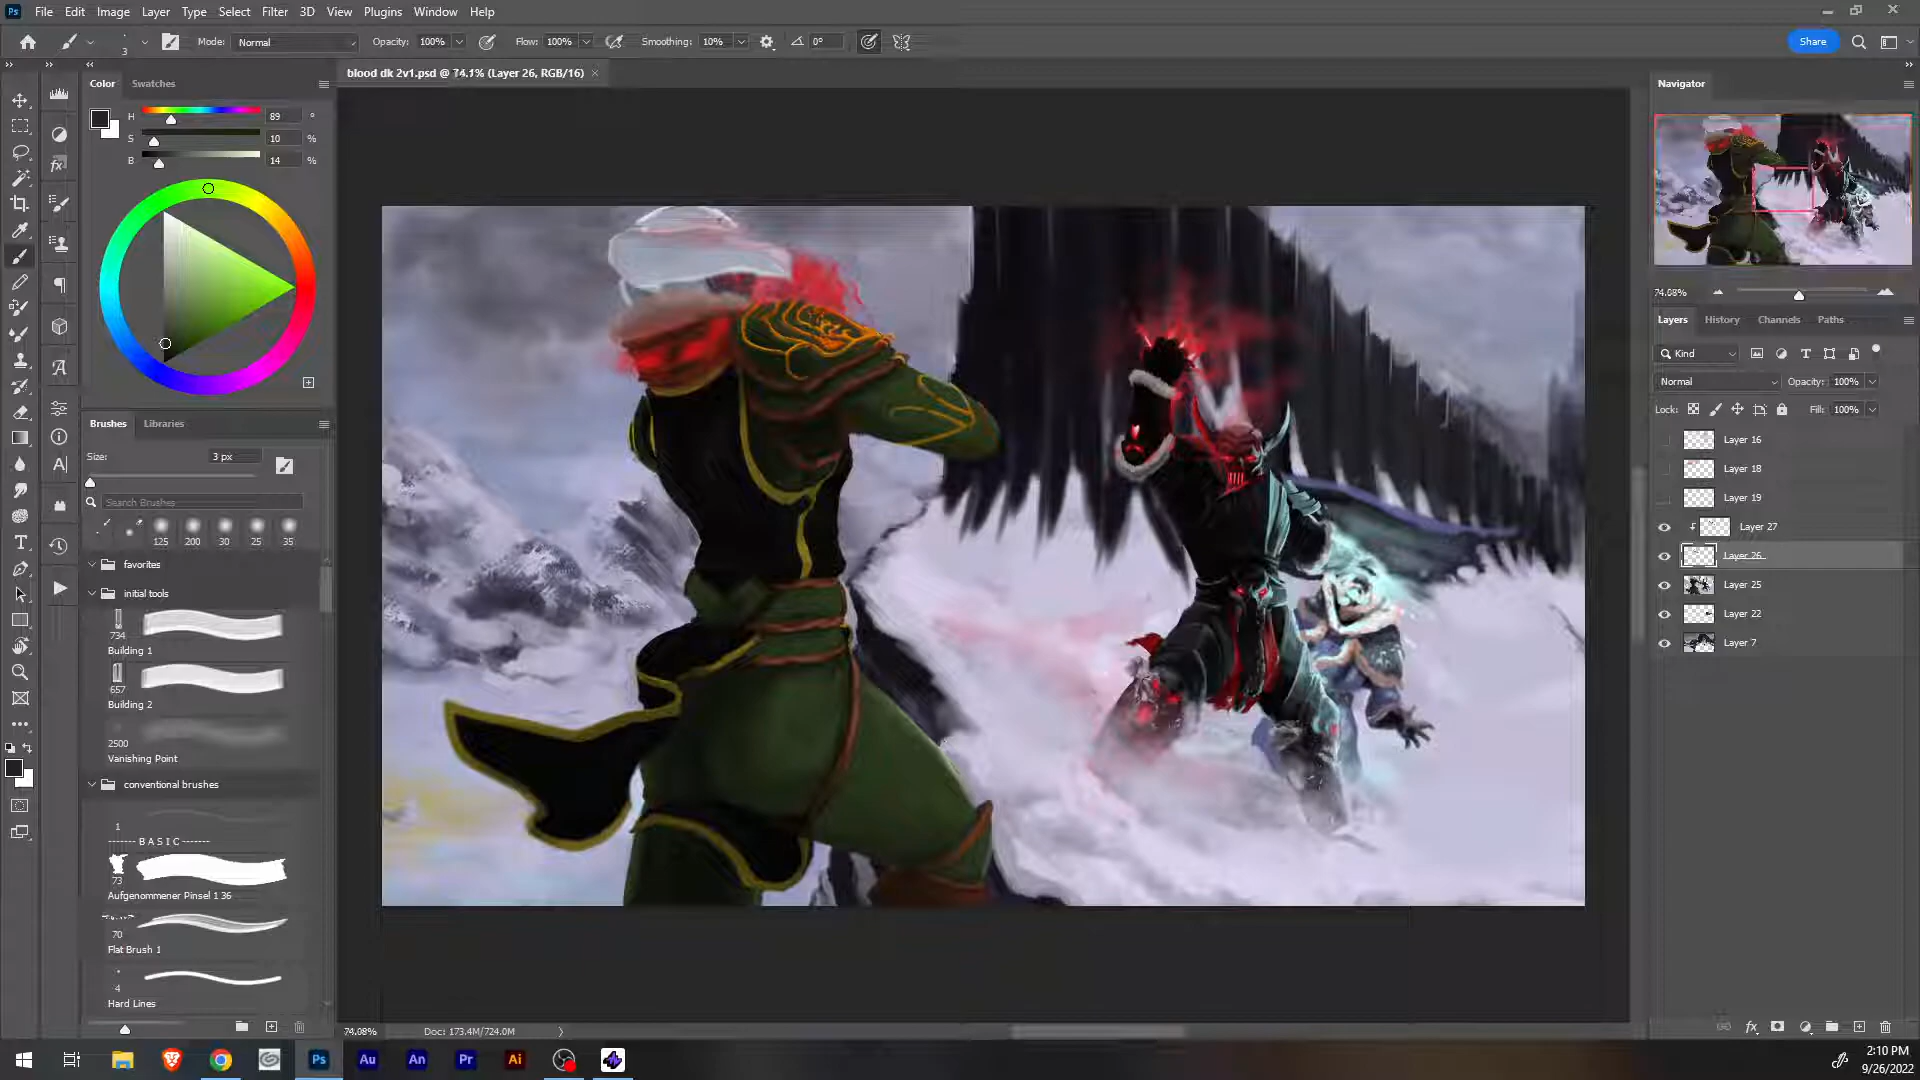 Ps File Edit Image Layer Type Select Filter 3D View Plugins Window Help
3 Mode: Normal Opacity: 100% Flow: 100% Smoothing: 10% 0° Share
blood dk 2v1.psd @ 74.1% (Layer 26, RGB/16) ×
Color Swatches
H 89 °
S 10 %
B 14 %
Brushes Libraries
Size: 3 px
Search Brushes
125 200 30 25 35
favorites
initial tools
734
Building 1
657
Building 2
2500
Vanishing Point
conventional brushes
1
------- B A S I C -------
73
Aufgenommener Pinsel 1 36
70
Flat Brush 1
4
Hard Lines
74.08% Doc: 173.4M/724.0M
Navigator
74.08%
Layers History Channels Paths
Kind
Normal Opacity: 100%
Lock: Fill: 100%
Layer 16
Layer 18
Layer 19
Layer 27
Layer 26
Layer 25
Layer 22
Layer 7
fx
Ps Au An Pr Ai
2:10 PM
9/26/2022